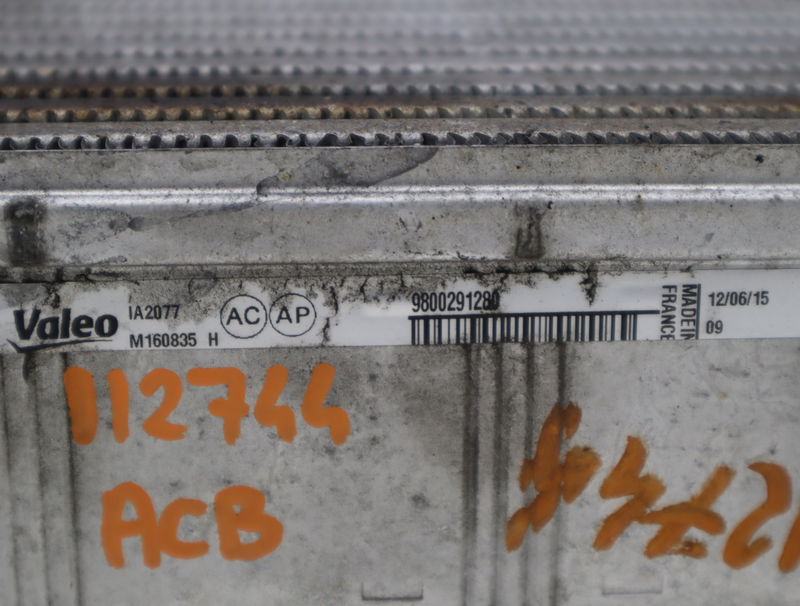 Valeo
IA2077
M160835 H
AC AP
9800291280
MADE IN
FRANCE
12/06/15
09
112744
ACB